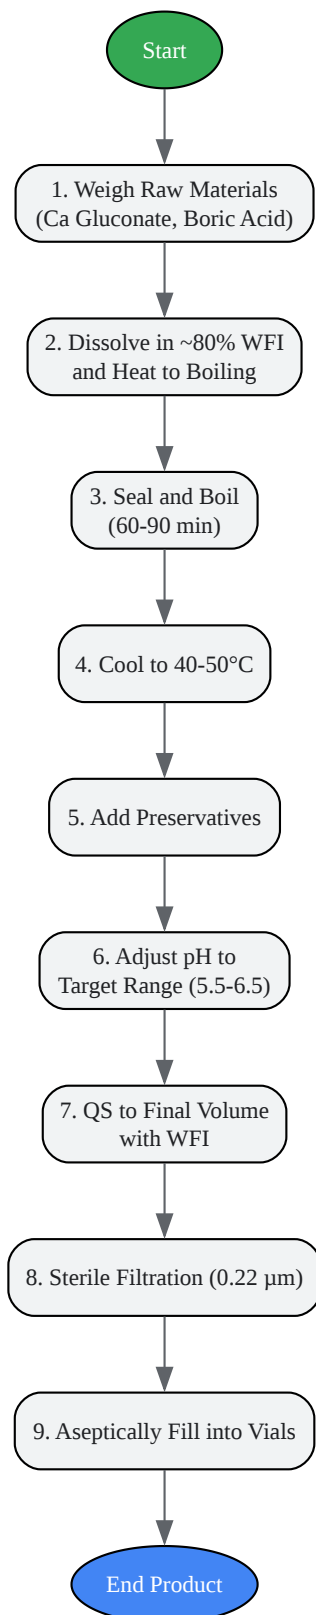 Start
1. Weigh Raw Materials
(Ca Gluconate, Boric Acid)
2. Dissolve in ~80% WFI
and Heat to Boiling
3. Seal and Boil
(60-90 min)
4. Cool to 40-50°C
5. Add Preservatives
6. Adjust pH to
Target Range (5.5-6.5)
7. QS to Final Volume
with WFI
8. Sterile Filtration (0.22 µm)
9. Aseptically Fill into Vials
End Product